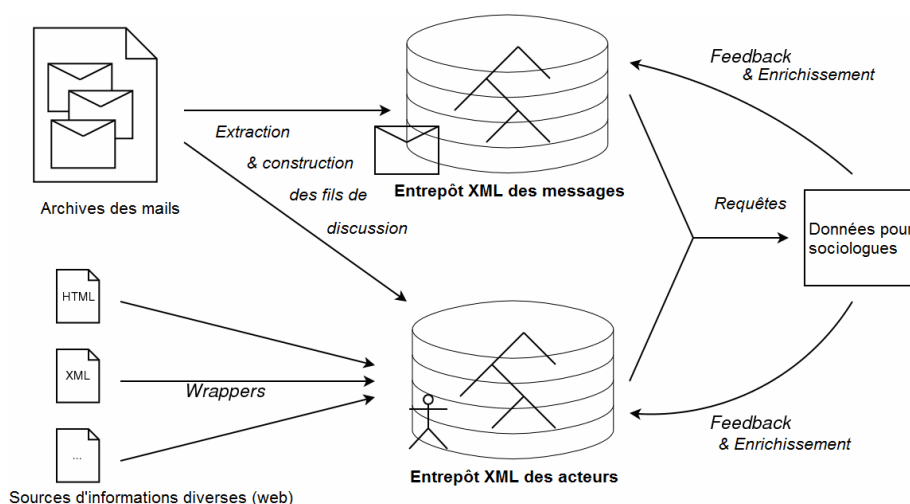 Feedback
& Enrichissement
Extraction
& construction
des fils de
discussion
Entrepôt XML des messages
Archives des mails
Requêtes
Données pour
sociologues
HTML
XML
Wrappers
...
Feedback
& Enrichissement
Entrepôt XML des acteurs
Sources d'informations diverses (web)